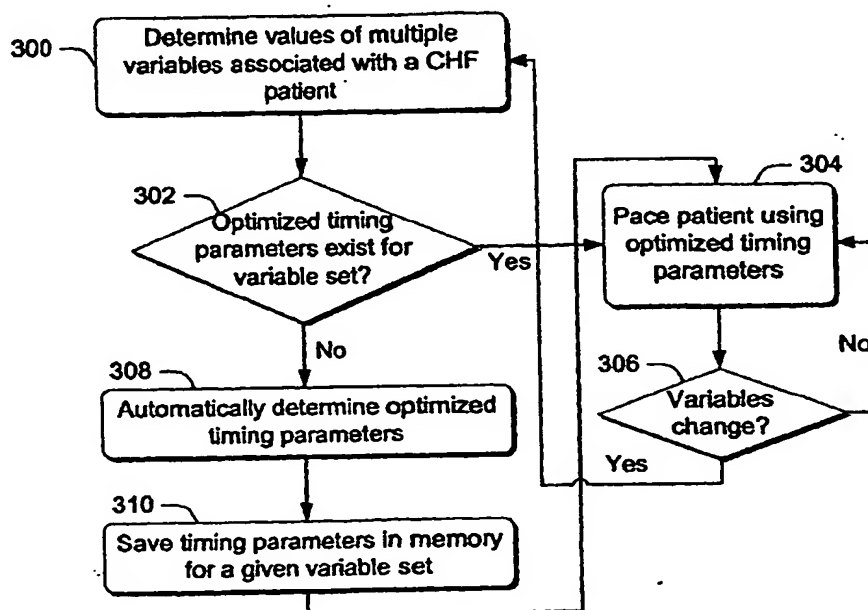 300
Determine values of multiple
variables associated with a CHF
patient
302
Optimized timing
parameters exist for
variable set?
Yes
No
304
Pace patient using
optimized timing
parameters
306
Variables
change?
No
Yes
308
Automatically determine optimized
timing parameters
310
Save timing parameters in memory
for a given variable set